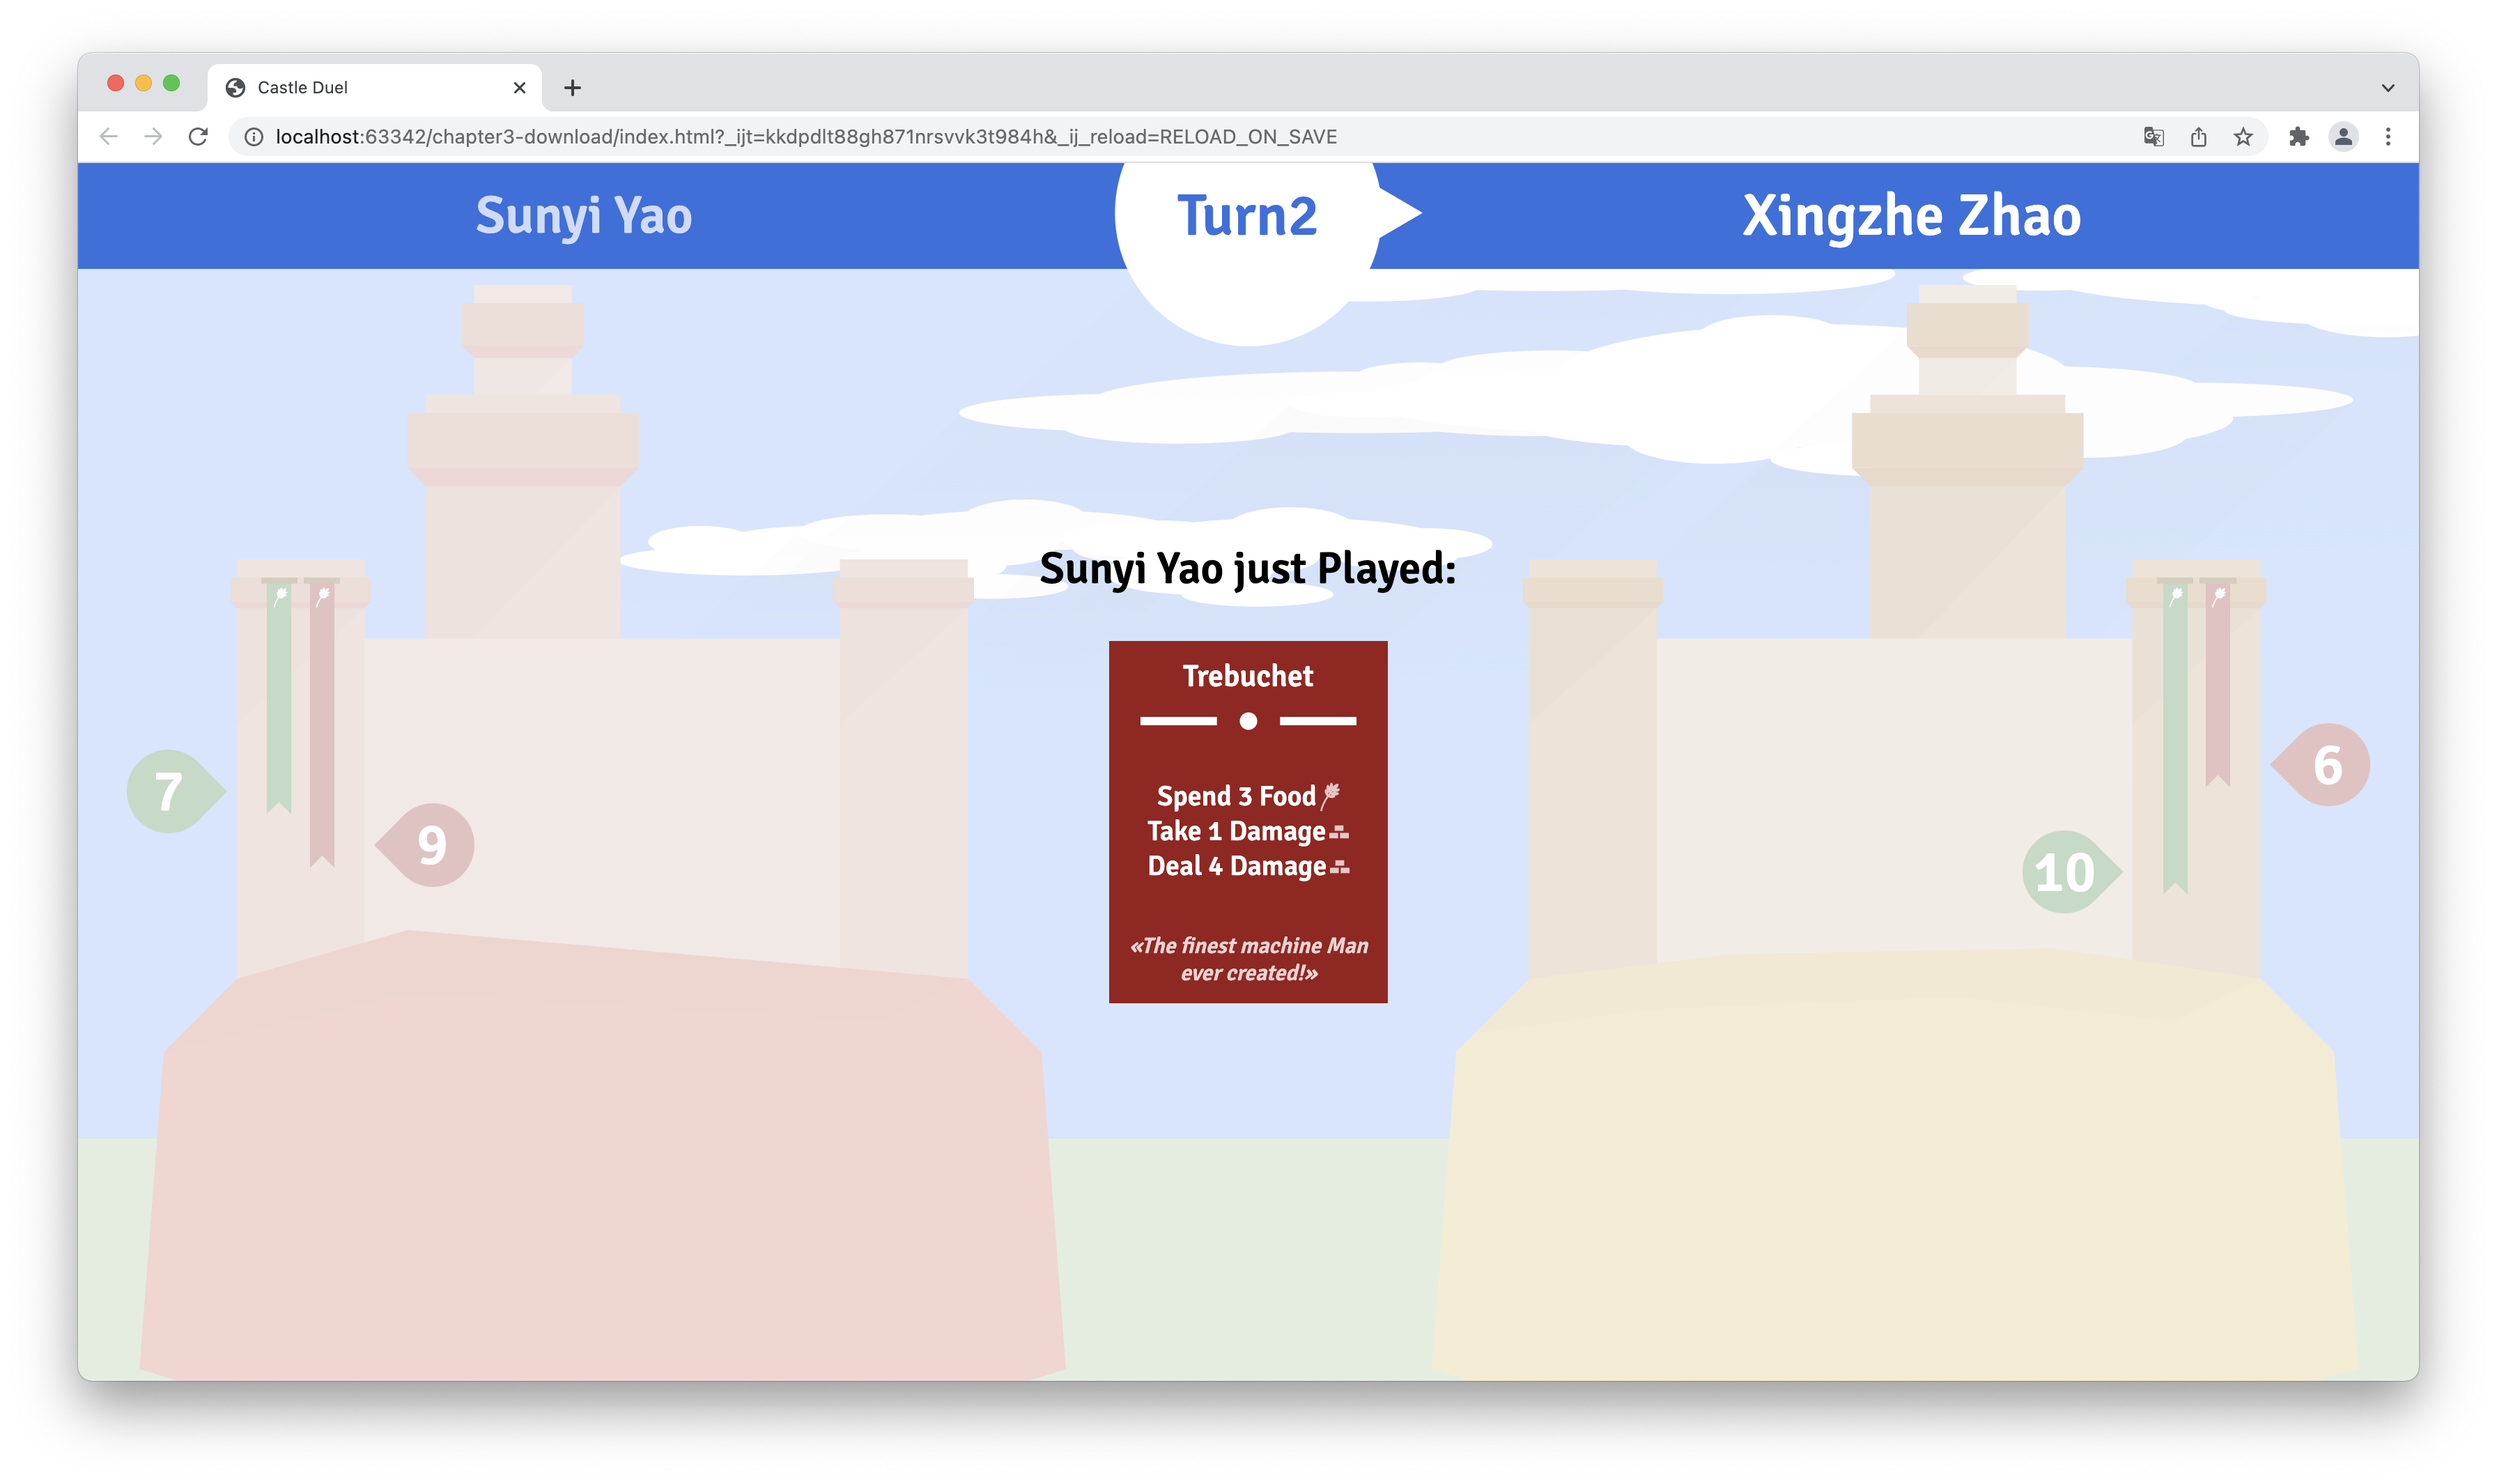 Castle Duel
localhost:63342/chapter3-download/index.html?_ijt=kkdpdlt88gh871nrsvvk3t984h&_ij_reload=RELOAD_ON_SAVE
Sunyi Yao
Turn2
Xingzhe Zhao
Sunyi Yao just Played:
Trebuchet
Spend 3 Food
Take 1 Damage
Deal 4 Damage
«The finest machine Man
ever created!»
7
9
6
10